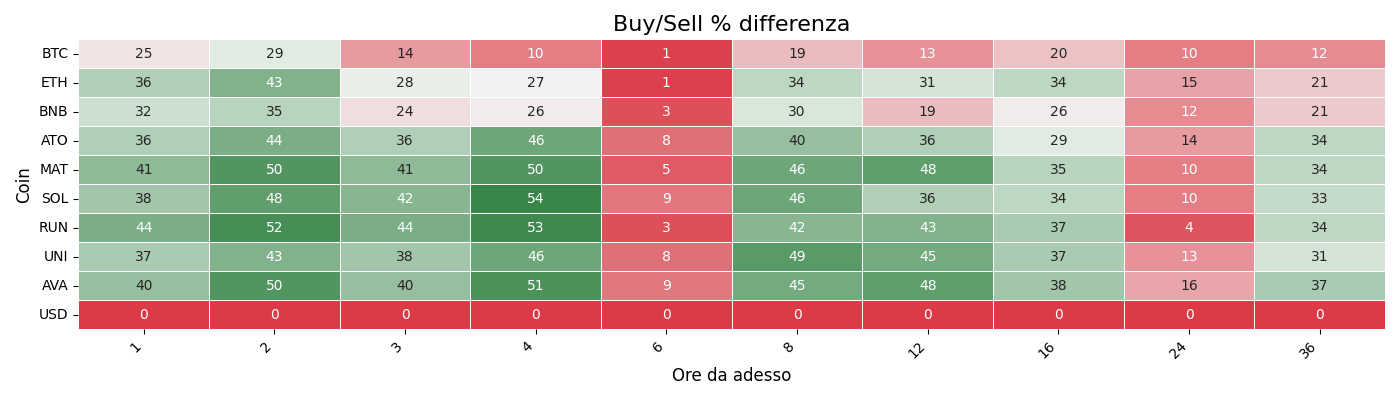 Buy/Sell % differenza
Coin
BTC 25 29 14 10 1 19 13 20 10 12
ETH 36 43 28 27 1 34 31 34 15 21
BNB 32 35 24 26 3 30 19 26 12 21
ATO 36 44 36 46 8 40 36 29 14 34
MAT 41 50 41 50 5 46 48 35 10 34
SOL 38 48 42 54 9 46 36 34 10 33
RUN 44 52 44 53 3 42 43 37 4 34
UNI 37 43 38 46 8 49 45 37 13 31
AVA 40 50 40 51 9 45 48 38 16 37
USD 0 0 0 0 0 0 0 0 0 0
1 2 3 4 6 8 12 16 24 36
Ore da adesso